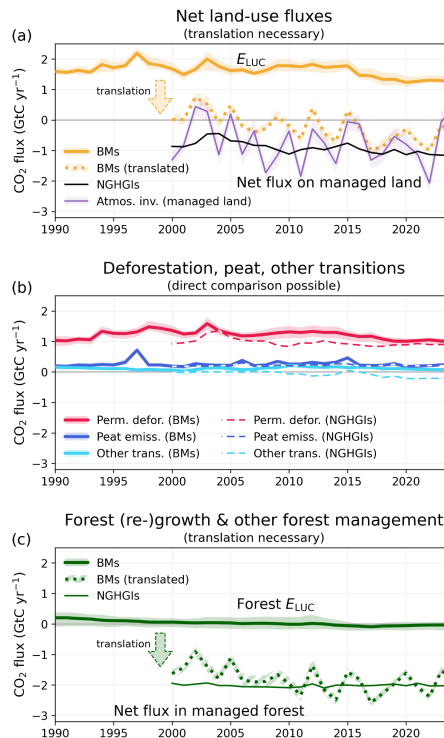 Net land-use fluxes
(a)
(translation necessary)
2
1
0
−1
−2
−3
CO2 flux (GtC yr−1)
ELUC
translation
BMs
BMs (translated)
NGHGIs
Atmos. inv. (managed land)
Net flux on managed land
1990 1995 2000 2005 2010 2015 2020
Deforestation, peat, other transitions
(b)
(direct comparison possible)
2
1
0
−1
−2
−3
CO2 flux (GtC yr−1)
Perm. defor. (BMs) Perm. defor. (NGHGIs)
Peat emiss. (BMs) Peat emiss. (NGHGIs)
Other trans. (BMs) Other trans. (NGHGIs)
1990 1995 2000 2005 2010 2015 2020
Forest (re-)growth & other forest management
(c)
(translation necessary)
2
1
0
−1
−2
−3
CO2 flux (GtC yr−1)
BMs
BMs (translated)
NGHGIs
Forest ELUC
translation
Net flux in managed forest
1990 1995 2000 2005 2010 2015 2020